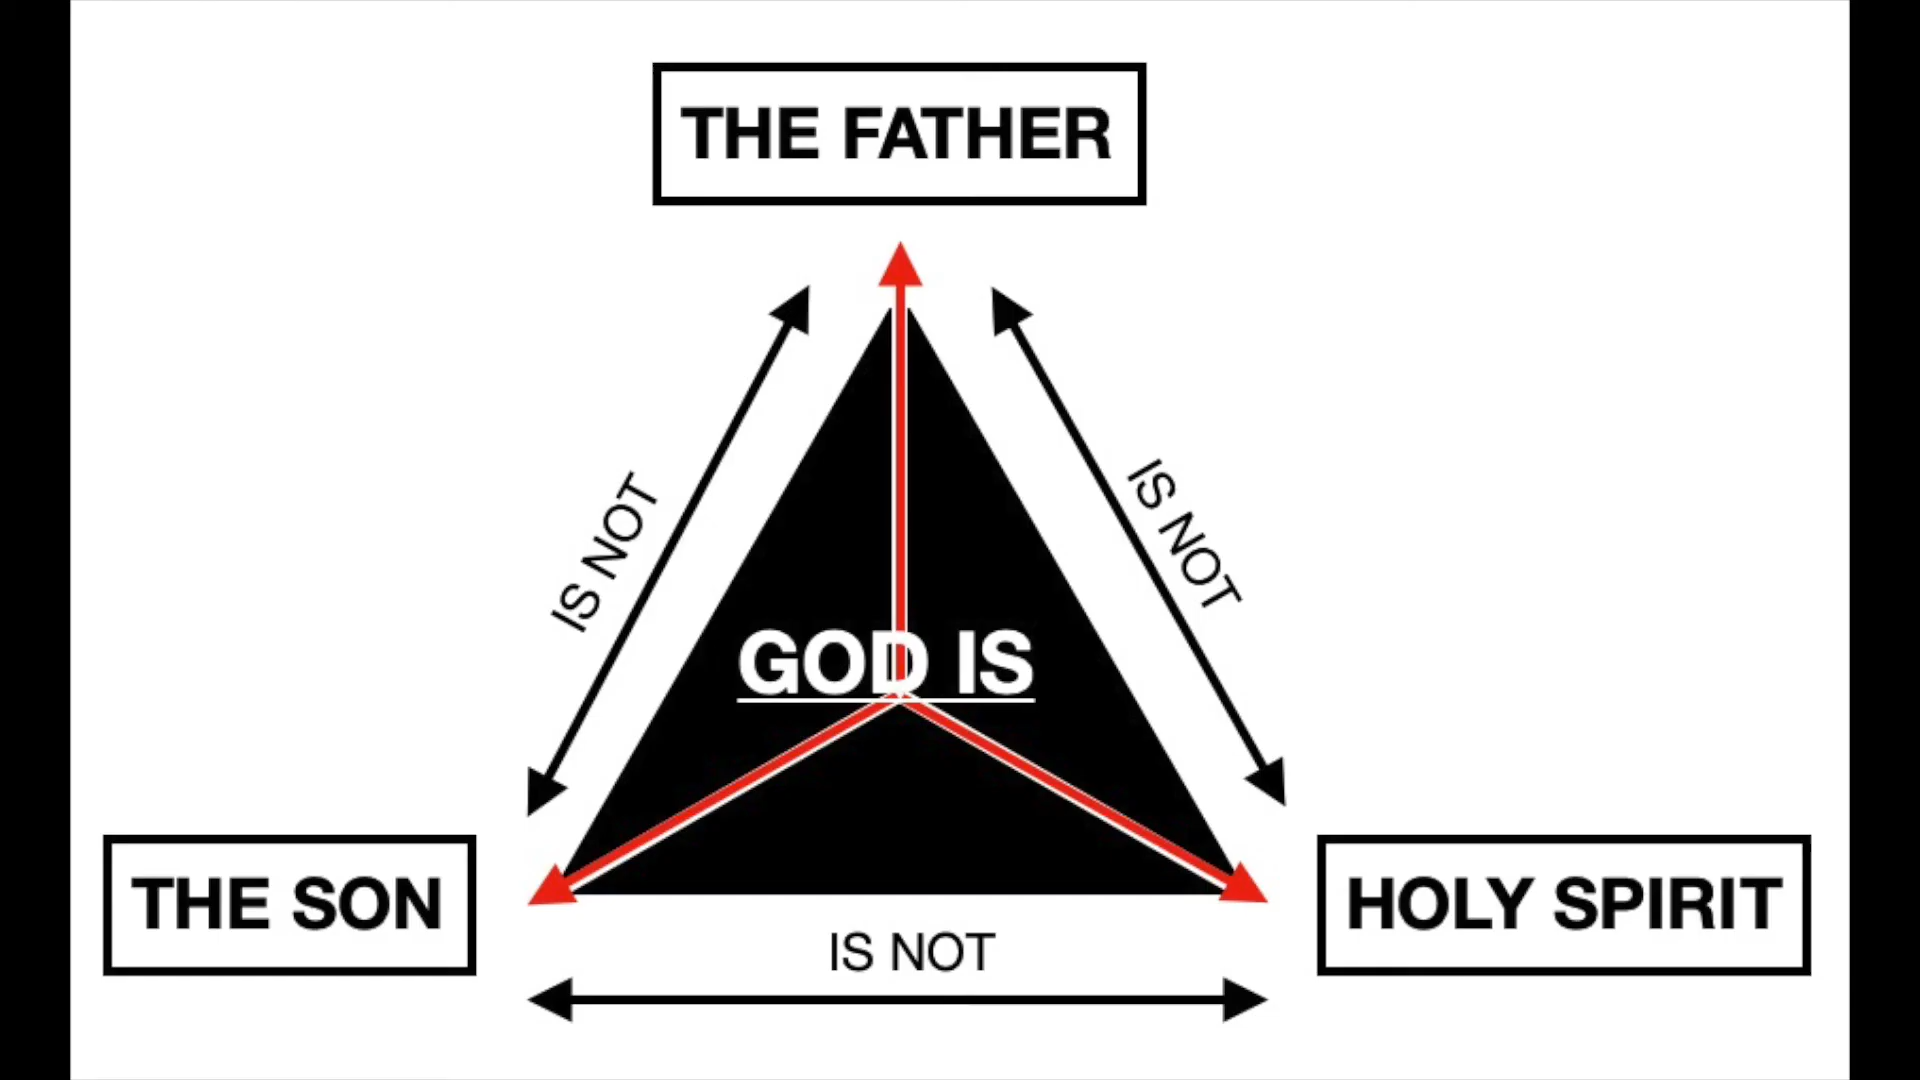 THE FATHER
IS NOT
IS NOT
GOD IS
THE SON
HOLY SPIRIT
IS NOT